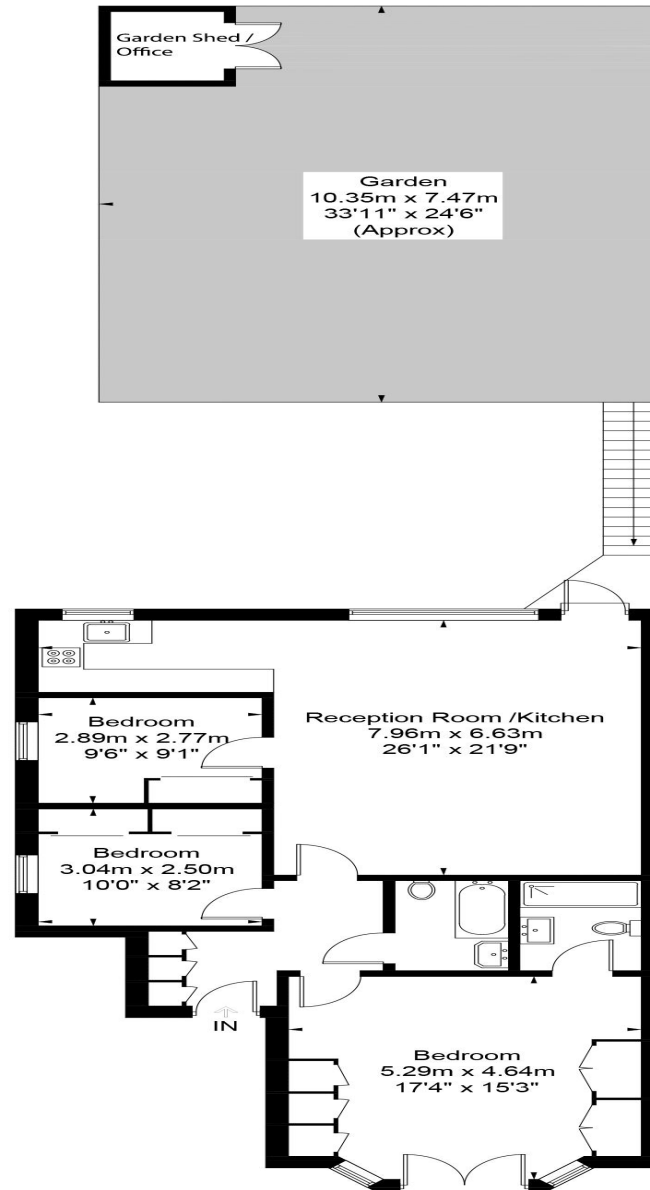 Garden Shed /
Office
Garden
10.35m x 7.47m
33'11" x 24'6"
(Approx)
Bedroom
2.89m x 2.77m
9'6" x 9'1"
Reception Room /Kitchen
7.96m x 6.63m
26'1" x 21'9"
Bedroom
3.04m x 2.50m
10'0" x 8'2"
IN
Bedroom
5.29m x 4.64m
17'4" x 15'3"